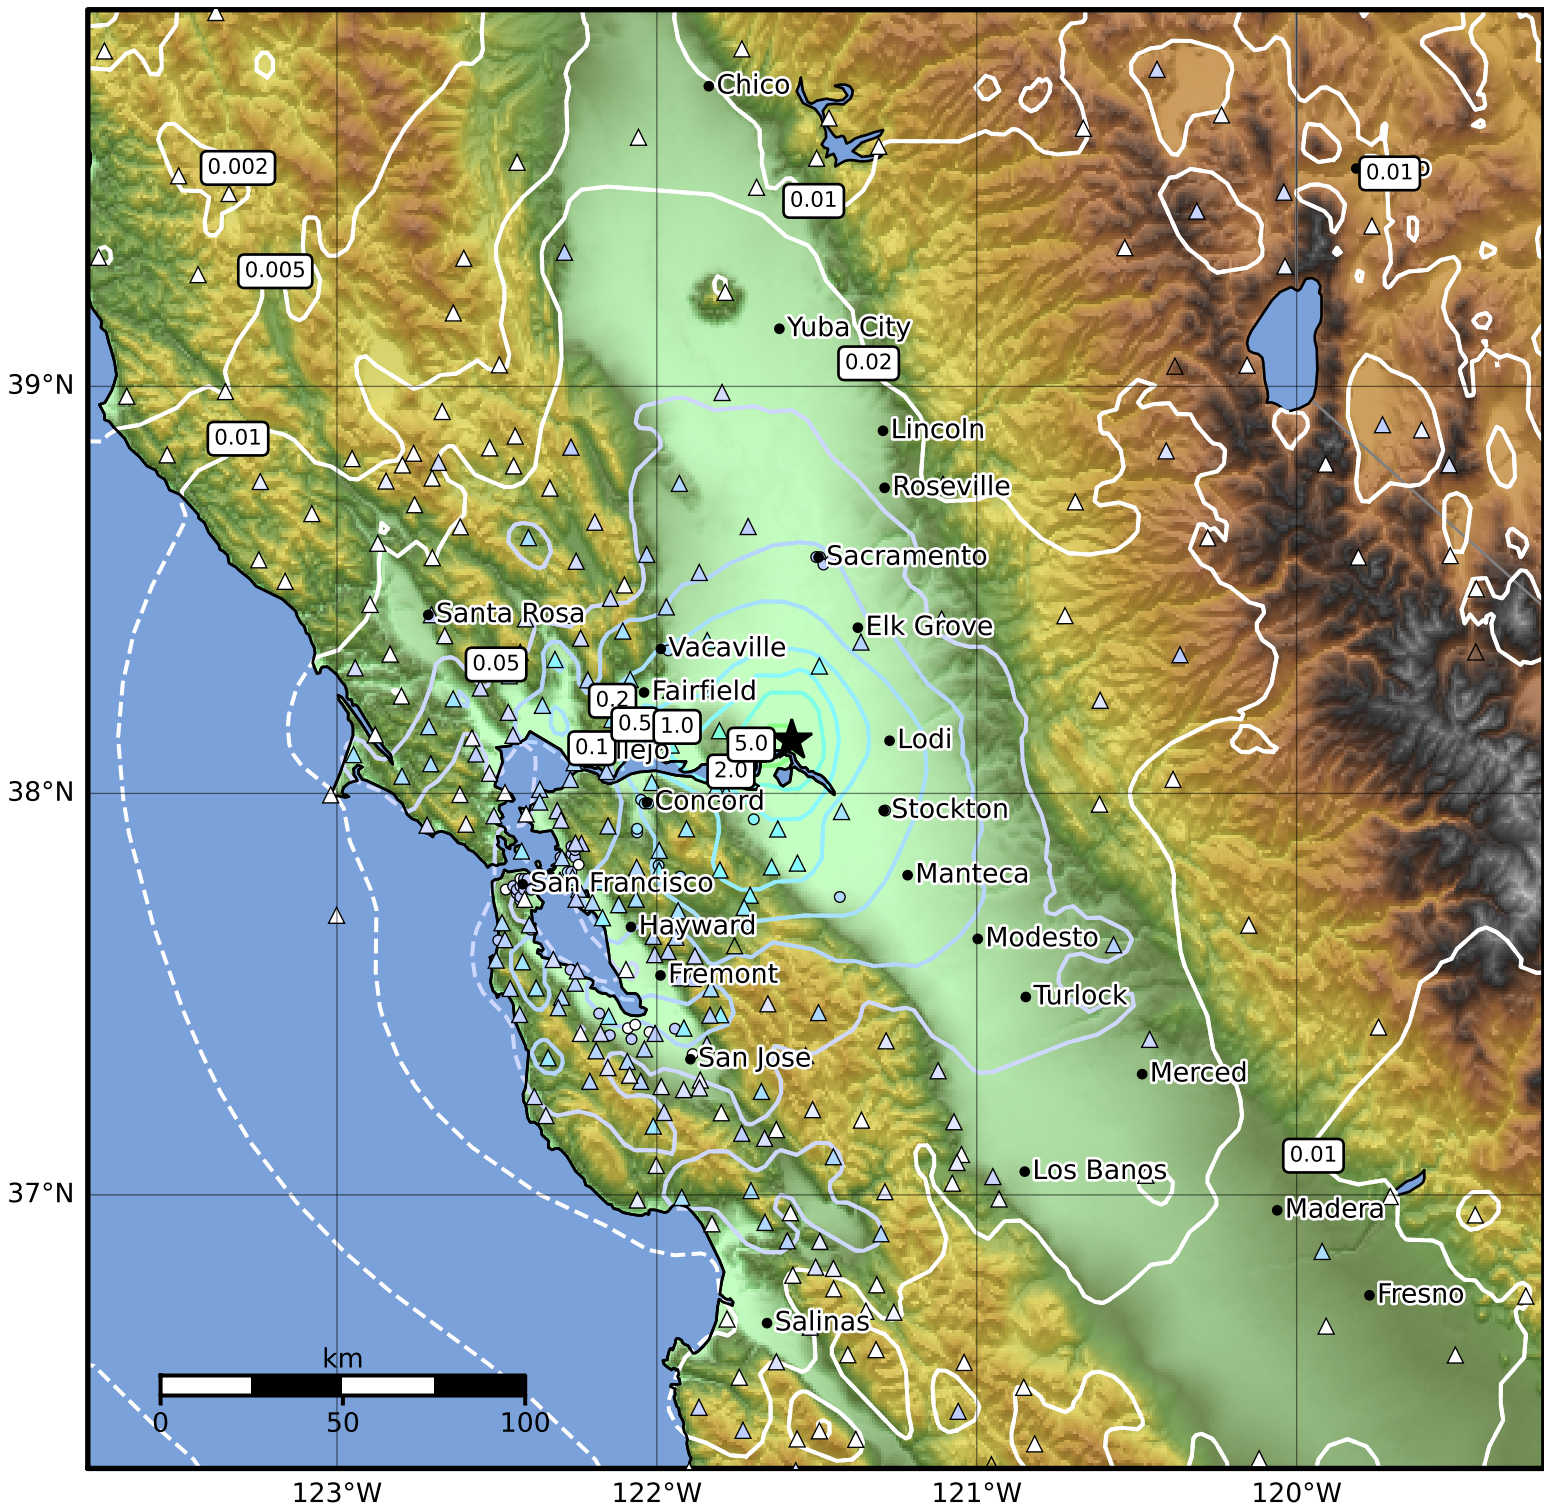 Chico
0.002
0.01
0.01
0.005
Yuba City
0.02
39°N
Lincoln
0.01
Roseville
Sacramento
Santa Rosa
Elk Grove
Vacaville
0.05
Fairfield
0.2
0.5
1.0
0.1
5.0
Lodi
2.0
38°N
Concord
Stockton
Manteca
San Francisco
Hayward
Modesto
Fremont
Turlock
San Jose
Merced
0.01
Los Banos
37°N
Madera
Fresno
Salinas
km
0 50 100
123°W 122°W 121°W 120°W